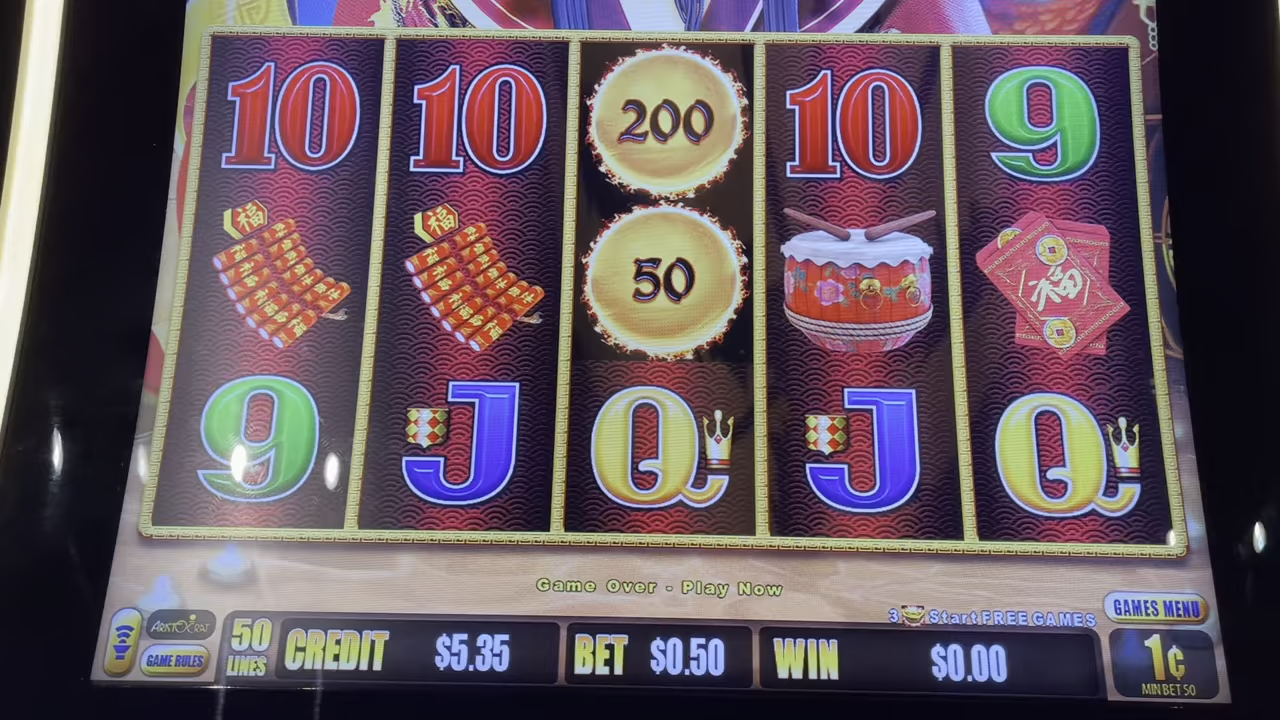 10 10 200 10 9
福 福 50 福
9 J Q J Q
Game Over - Play Now
3 Start FREE GAMES
GAMES MENU
ARISTOCRAT
GAME RULES
50 LINES
CREDIT $5.35
BET $0.50
WIN $0.00
1¢
MIN BET 50